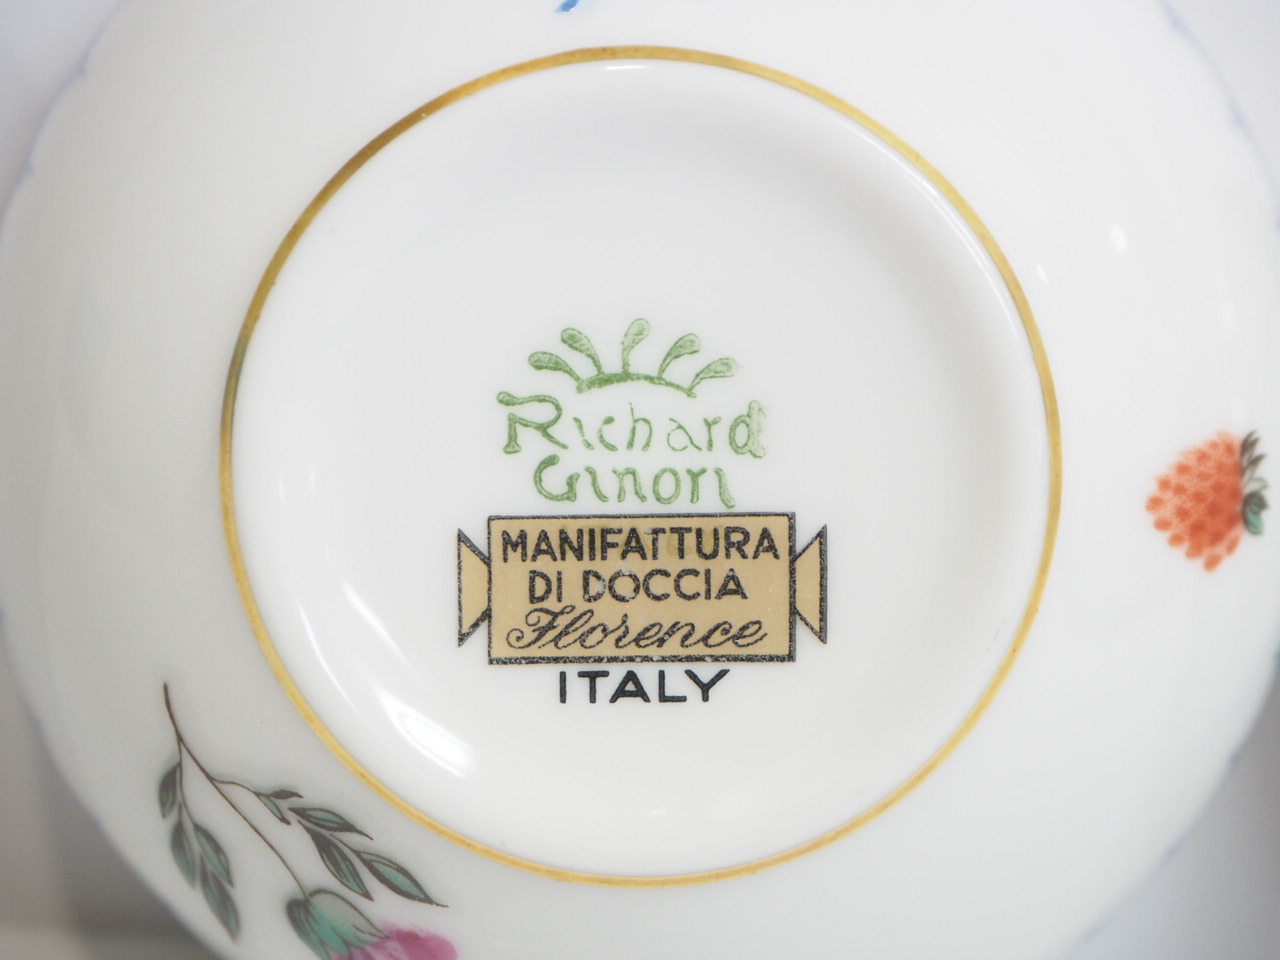 Richard
Ginori
MANIFATTURA
DI DOCCIA
Florence
ITALY